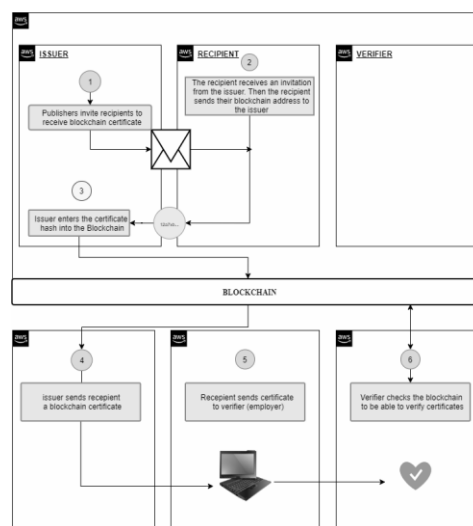 aws
aws
ISSUER
aws
RECIPIENT
aws
VERIFIER
1
Publishers invite recipients to
receive blockchain certificate
2
The recipient receives an invitation
from the issuer. Then the recipient
sends their blockchain address to
the issuer
3
Issuer enters the certificate
hash into the Blockchain
BLOCKCHAIN
aws
4
issuer sends recepient
a blockchain certificate
aws
5
Recepient sends certificate
to verifier (employer)
aws
6
Verifier checks the blockchain
to be able to verify certificates